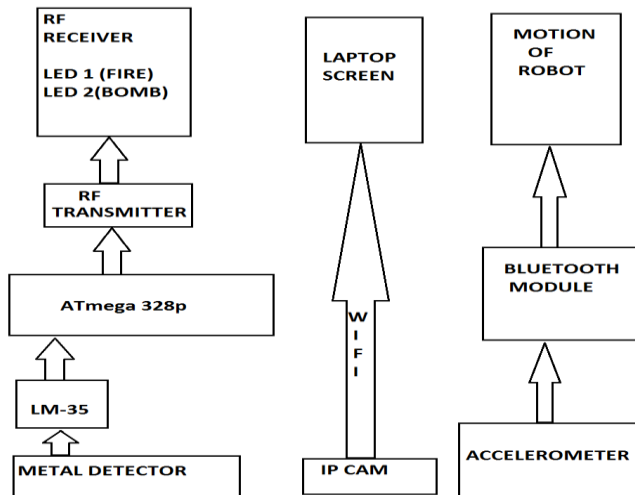 RF
RECEIVER
LED 1 (FIRE)
LED 2(BOMB)
RF
TRANSMITTER
ATmega 328p
LM-35
METAL DETECTOR
LAPTOP
SCREEN
WIFI
IP CAM
MOTION
OF
ROBOT
BLUETOOTH
MODULE
ACCELEROMETER